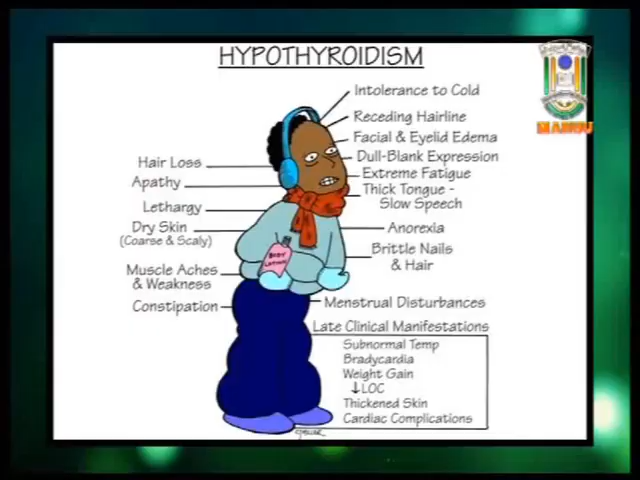 HYPOTHYROIDISM
Intolerance to Cold
Receding Hairline
Facial & Eyelid Edema
Dull-Blank Expression
Extreme Fatigue
Thick Tongue -
Slow Speech
Anorexia
Brittle Nails
& Hair
Menstrual Disturbances
Hair Loss
Apathy
Lethargy
Dry Skin
(Coarse & Scaly)
Muscle Aches
& Weakness
Constipation
BODY
LOTION
Late Clinical Manifestations
Subnormal Temp
Bradycardia
Weight Gain
↓LOC
Thickened Skin
Cardiac Complications